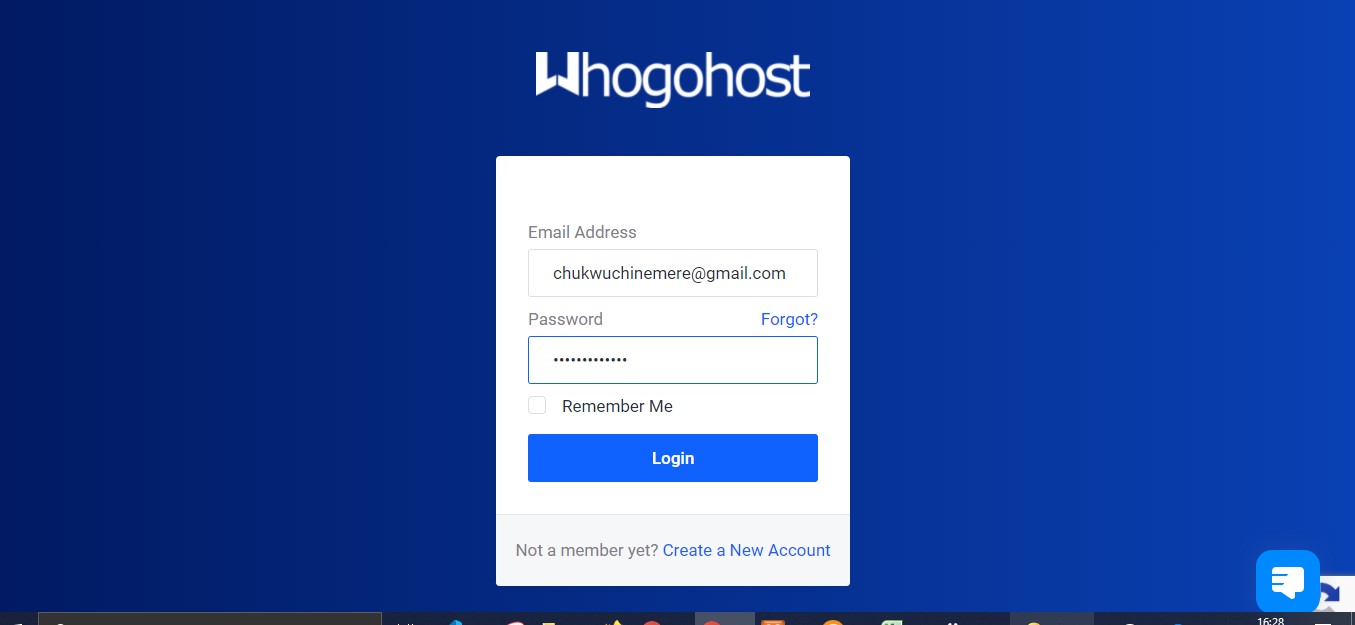 Whogohost
Email Address
chukwuchinemere@gmail.com
Password Forgot?
•••••••••••••
Remember Me
Login
Not a member yet? Create a New Account
16:28